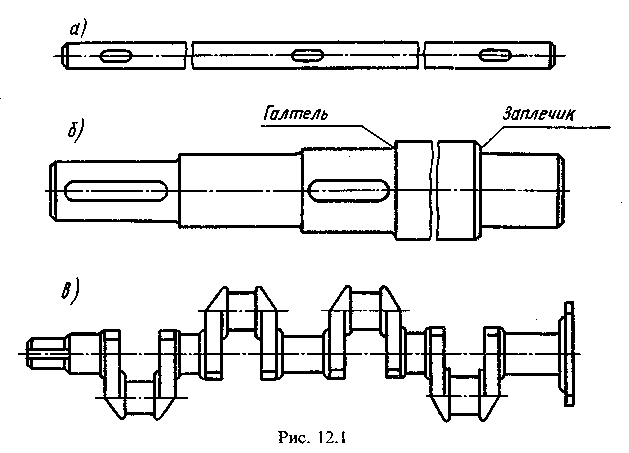 а)
б)
Галтель
Заплечик
в)
Рис. 12.1